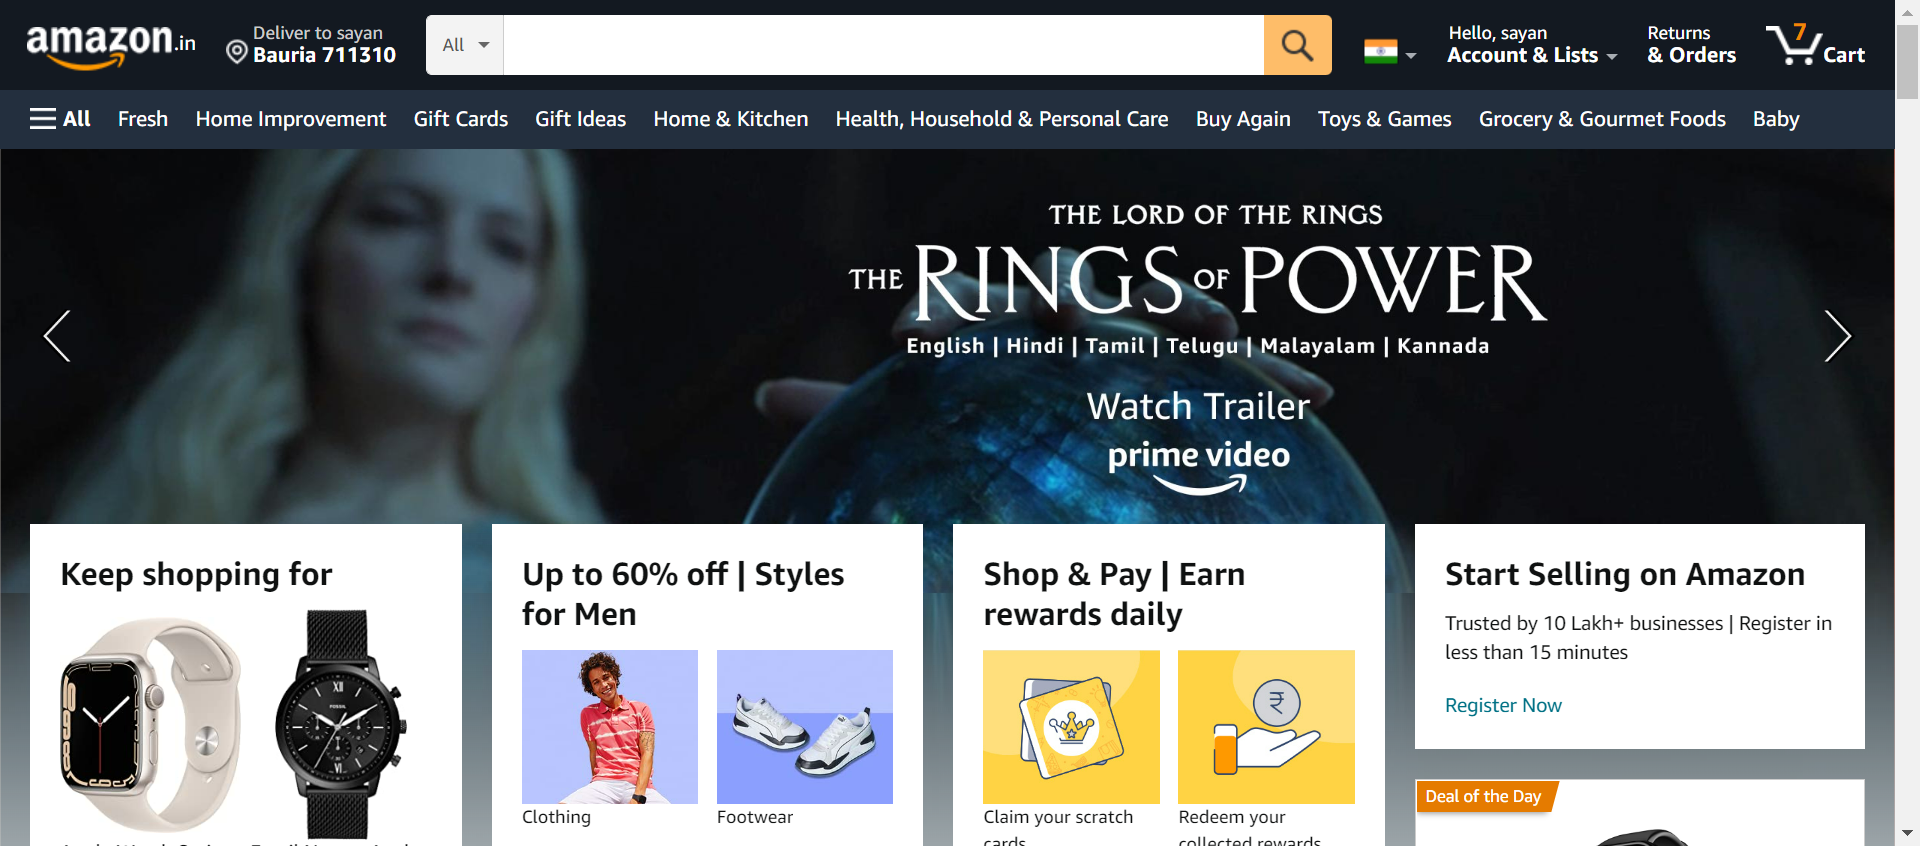 amazon.in
Deliver to sayan
Bauria 711310
All
Hello, sayan
Account & Lists
Returns
& Orders
7
Cart
All
Fresh
Home Improvement
Gift Cards
Gift Ideas
Home & Kitchen
Health, Household & Personal Care
Buy Again
Toys & Games
Grocery & Gourmet Foods
Baby
THE LORD OF THE RINGS
THE RINGS OF POWER
English | Hindi | Tamil | Telugu | Malayalam | Kannada
Watch Trailer
prime video
Keep shopping for
XII
FOSSIL
VI
Up to 60% off | Styles
for Men
Clothing
Footwear
Shop & Pay | Earn
rewards daily
₹
Claim your scratch
cards
Redeem your
collected rewards
Start Selling on Amazon
Trusted by 10 Lakh+ businesses | Register in
less than 15 minutes
Register Now
Deal of the Day